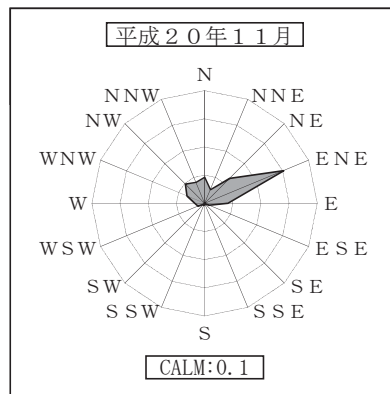 平成２０年１１月
N
NNW NNE
NW NE
WNW ENE
W E
WSW ESE
SW SE
SSW SSE
S
CALM:0.1